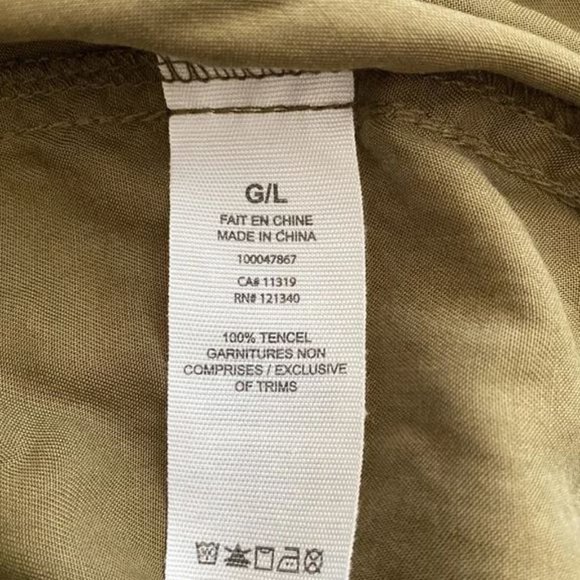 G/L
FAIT EN CHINE
MADE IN CHINA
100047867
CA# 11319
RN# 121340
100% TENCEL
GARNITURES NON
COMPRISES / EXCLUSIVE
OF TRIMS